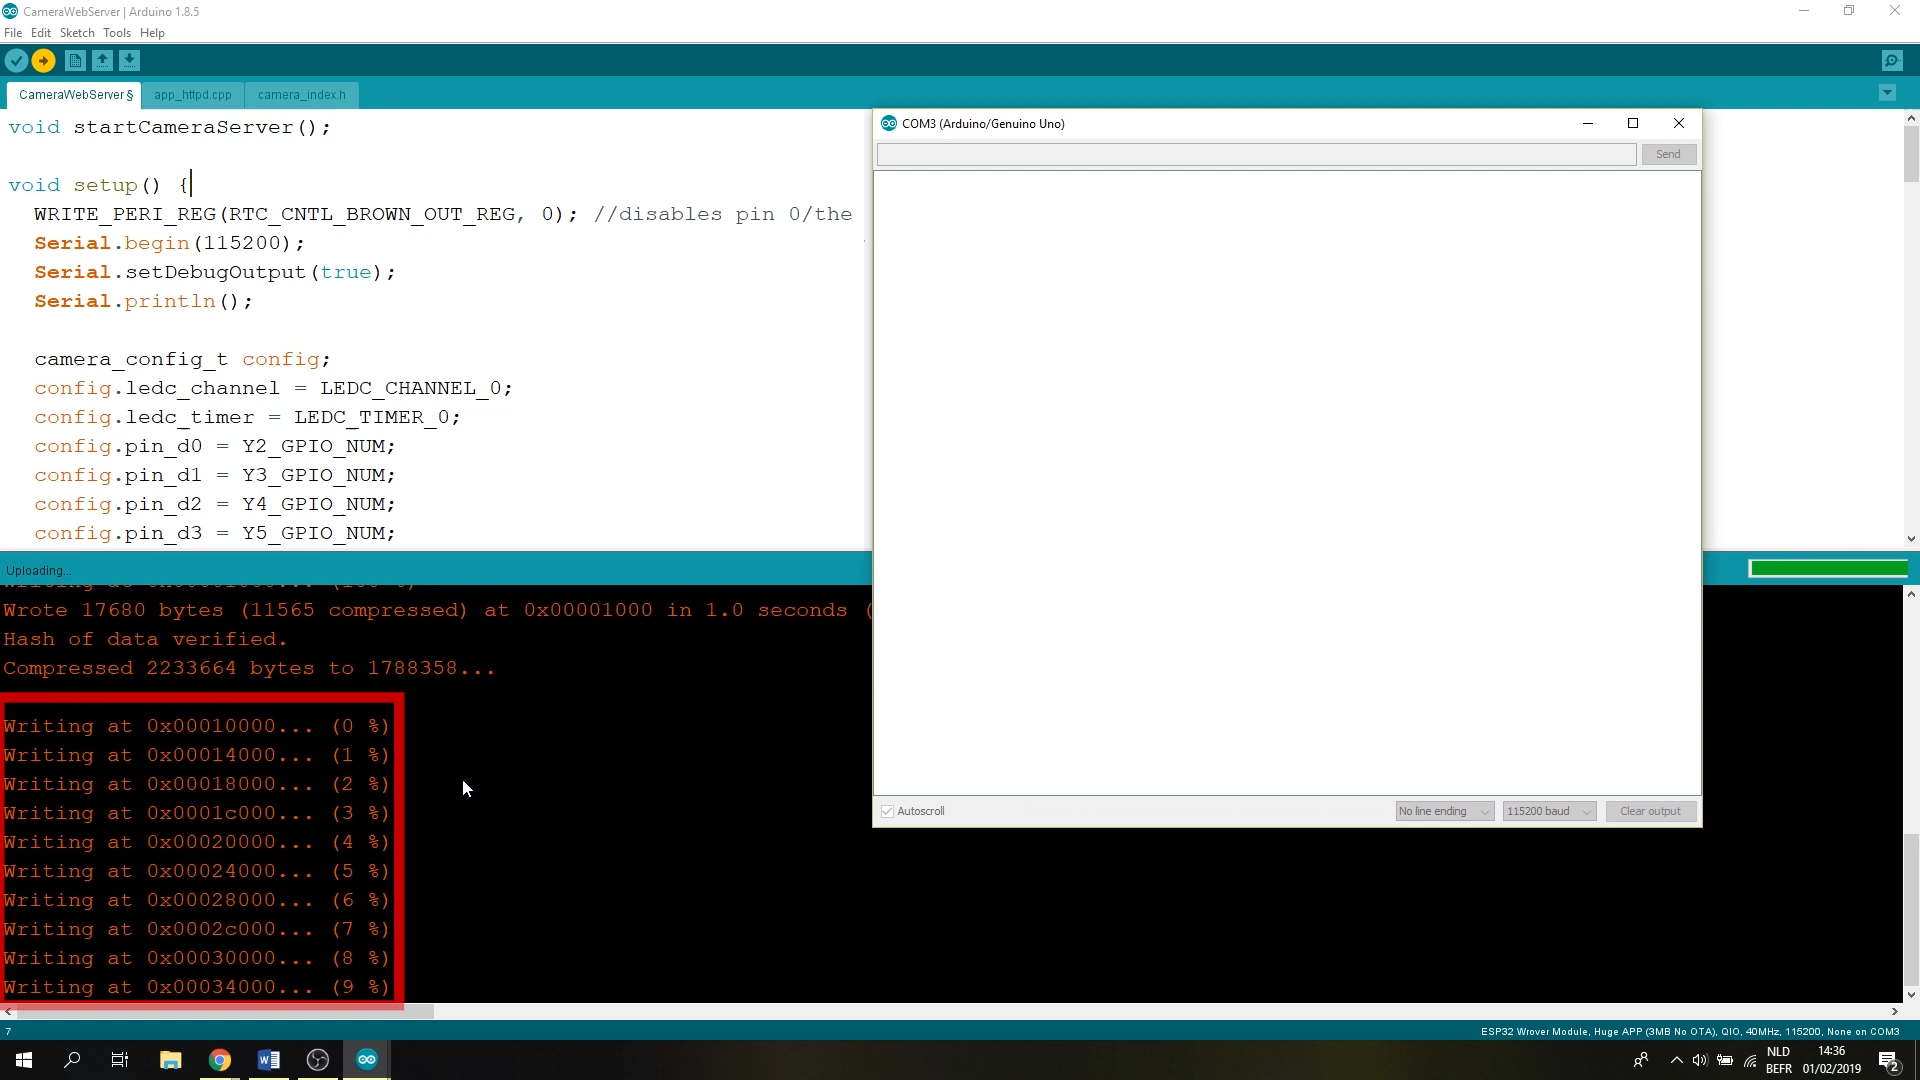 CameraWebServer | Arduino 1.8.5
File Edit Sketch Tools Help
CameraWebServer § app_httpd.cpp camera_index.h
void startCameraServer();
void setup() {
WRITE_PERI_REG(RTC_CNTL_BROWN_OUT_REG, 0); //disables pin 0/the
Serial.begin(115200);
Serial.setDebugOutput(true);
Serial.println();
camera_config_t config;
config.ledc_channel = LEDC_CHANNEL_0;
config.ledc_timer = LEDC_TIMER_0;
config.pin_d0 = Y2_GPIO_NUM;
config.pin_d1 = Y3_GPIO_NUM;
config.pin_d2 = Y4_GPIO_NUM;
config.pin_d3 = Y5_GPIO_NUM;
COM3 (Arduino/Genuino Uno)
Send
Autoscroll No line ending 115200 baud Clear output
Uploading...
Wrote 17680 bytes (11565 compressed) at 0x00001000 in 1.0 seconds (
Hash of data verified.
Compressed 2233664 bytes to 1788358...
Writing at 0x00010000... (0 %)
Writing at 0x00014000... (1 %)
Writing at 0x00018000... (2 %)
Writing at 0x0001c000... (3 %)
Writing at 0x00020000... (4 %)
Writing at 0x00024000... (5 %)
Writing at 0x00028000... (6 %)
Writing at 0x0002c000... (7 %)
Writing at 0x00030000... (8 %)
Writing at 0x00034000... (9 %)
7 ESP32 Wrover Module, Huge APP (3MB No OTA), QIO, 40MHz, 115200, None on COM3
NLD 14:36
BEFR 01/02/2019 2